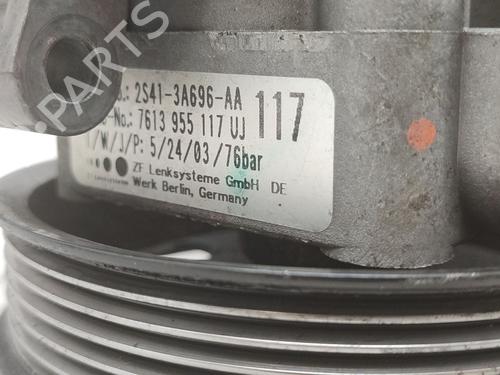 PARTS
.: 2S41-3A696-AA
-No.: 7613 955 117 UJ 117
/W/J/P: 5/24/03/76bar
ZF Lenksysteme GmbH DE
Werk Berlin, Germany